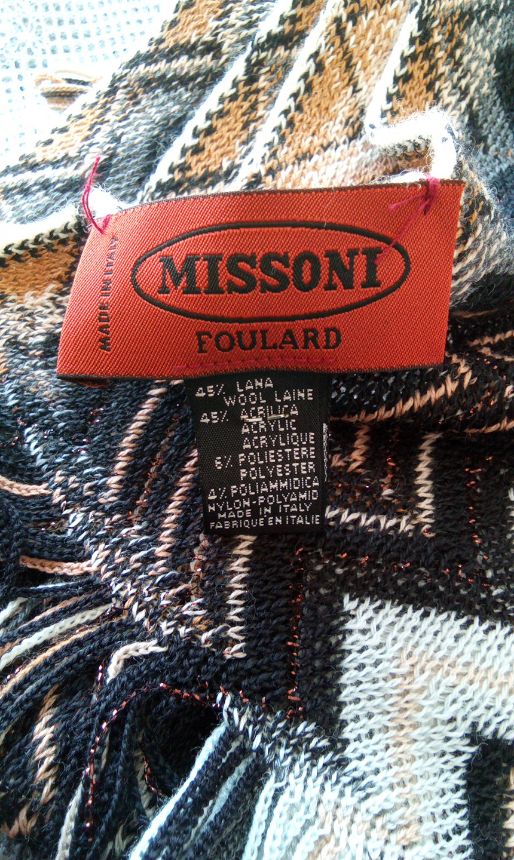 MADE IN ITALY
MISSONI
FOULARD
45% LANA
WOOL LAINE
45% ACRILICA
ACRYLIC
ACRYLIQUE
6% POLIESTERE
POLYESTER
4% POLIAMMIDICA
NYLON-POLYAMID
MADE IN ITALY
FABRIQUE EN ITALIE